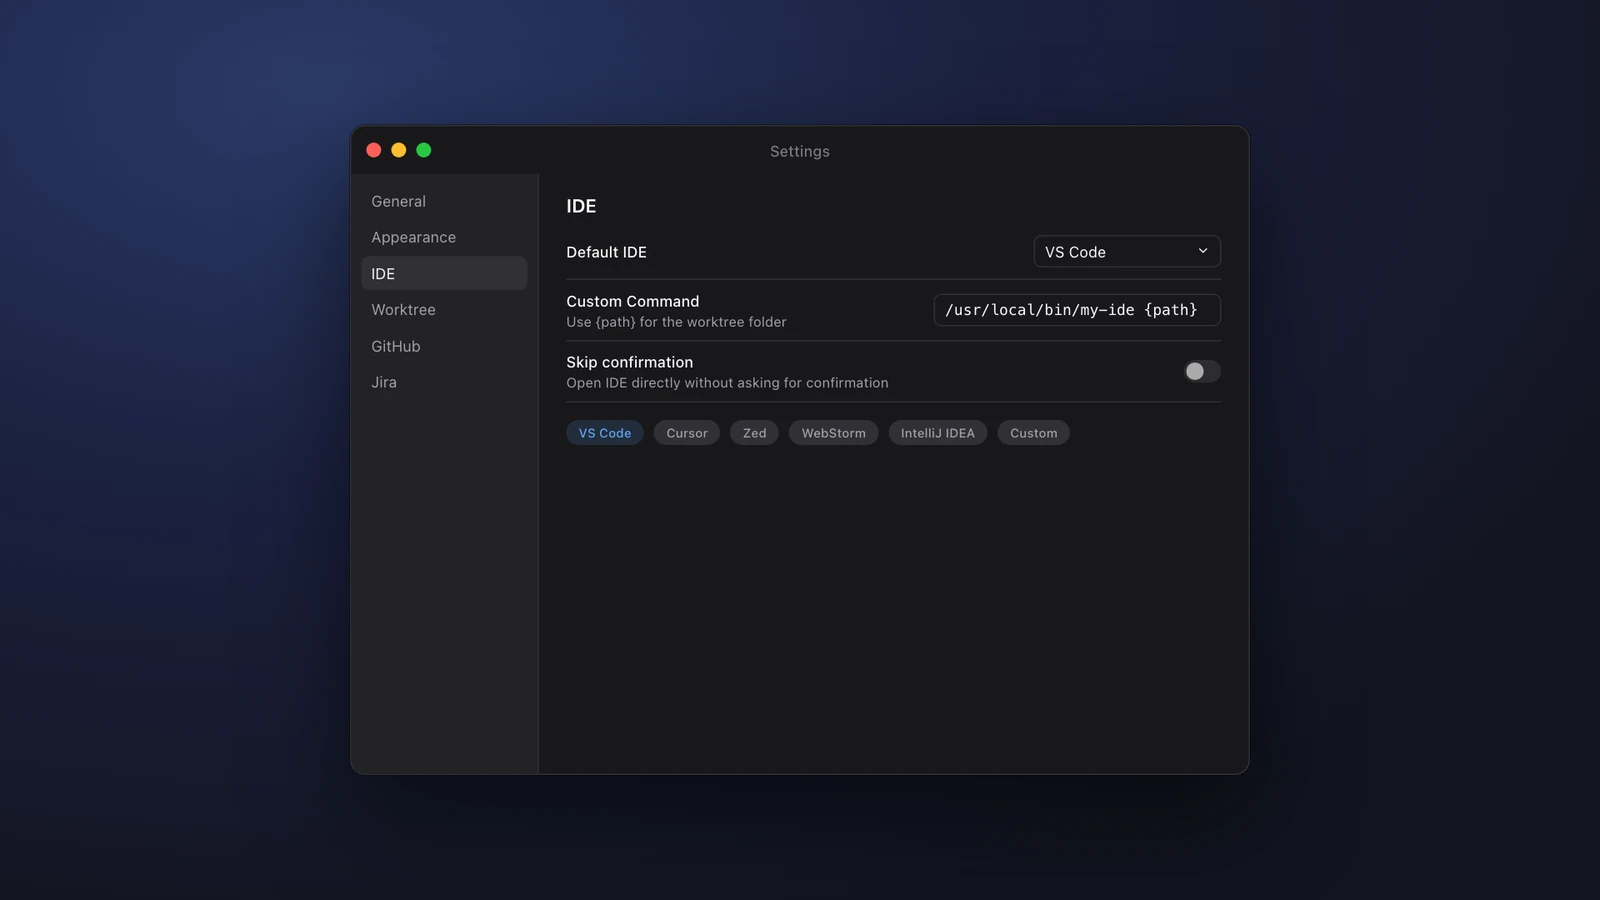 Settings
General
Appearance
IDE
Worktree
GitHub
Jira
IDE
Default IDE
VS Code
Custom Command
Use {path} for the worktree folder
/usr/local/bin/my-ide {path}
Skip confirmation
Open IDE directly without asking for confirmation
VS Code Cursor Zed WebStorm IntelliJ IDEA Custom